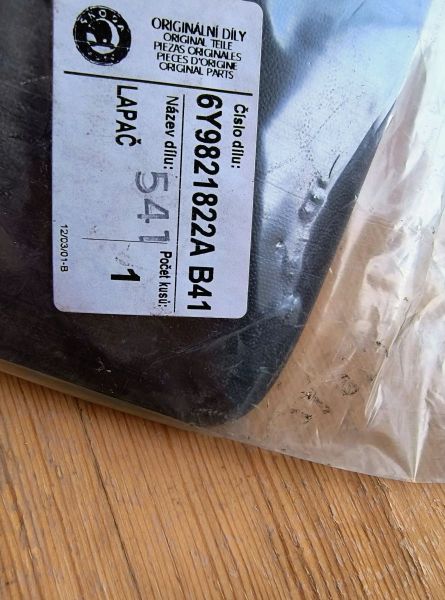 ŠKODA
ORIGINÁLNÍ DÍLY
ORIGINAL TEILE
PIEZAS ORIGINALES
PIECES D'ORIGINE
ORIGINAL PARTS
Číslo dílu:
6Y9821822A B41
Název dílu:
Počet kusů:
LAPAČ
541
1
12/03/01-B